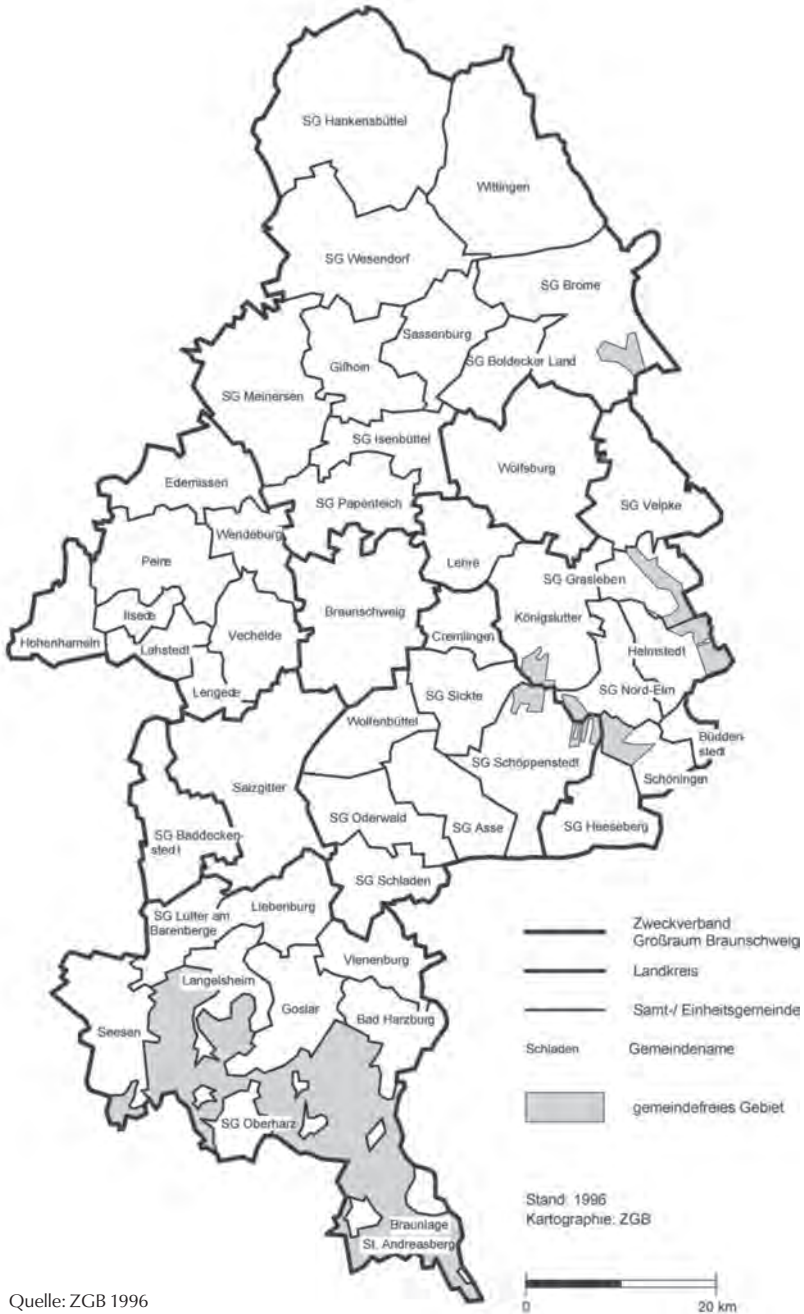 SG Hankensbüttel
Wittingen
SG Wesendorf
SG Brome
Sassenburg
Gifhorn
SG Boldecker Land
SG Meinersen
SG Isenbüttel
Wolfsburg
Edemissen
SG Papenteich
SG Velpke
Wendeburg
Peine
Lehre
SG Grasleben
Ilsede
Braunschweig
Königslutter
Hohenhameln
Lahstedt
Vechelde
Cremlingen
Helmstedt
Lengede
SG Sickte
SG Nord-Elm
Wolfenbüttel
Büdden-
stedt
SG Schöppenstedt
Schöningen
Salzgitter
SG Oderwald
SG Asse
SG Heeseberg
SG Baddecken-
stedt
SG Schladen
SG Lutter am
Barenberge
Liebenburg
Vienenburg
Langelsheim
Goslar
Bad Harzburg
Seesen
SG Oberharz
Braunlage
St. Andreasberg
Zweckverband
Großraum Braunschweig
Landkreis
Samt-/ Einheitsgemeinde
Schladen Gemeindename
gemeindefreies Gebiet
Stand: 1996
Kartographie: ZGB
0 20 km
Quelle: ZGB 1996